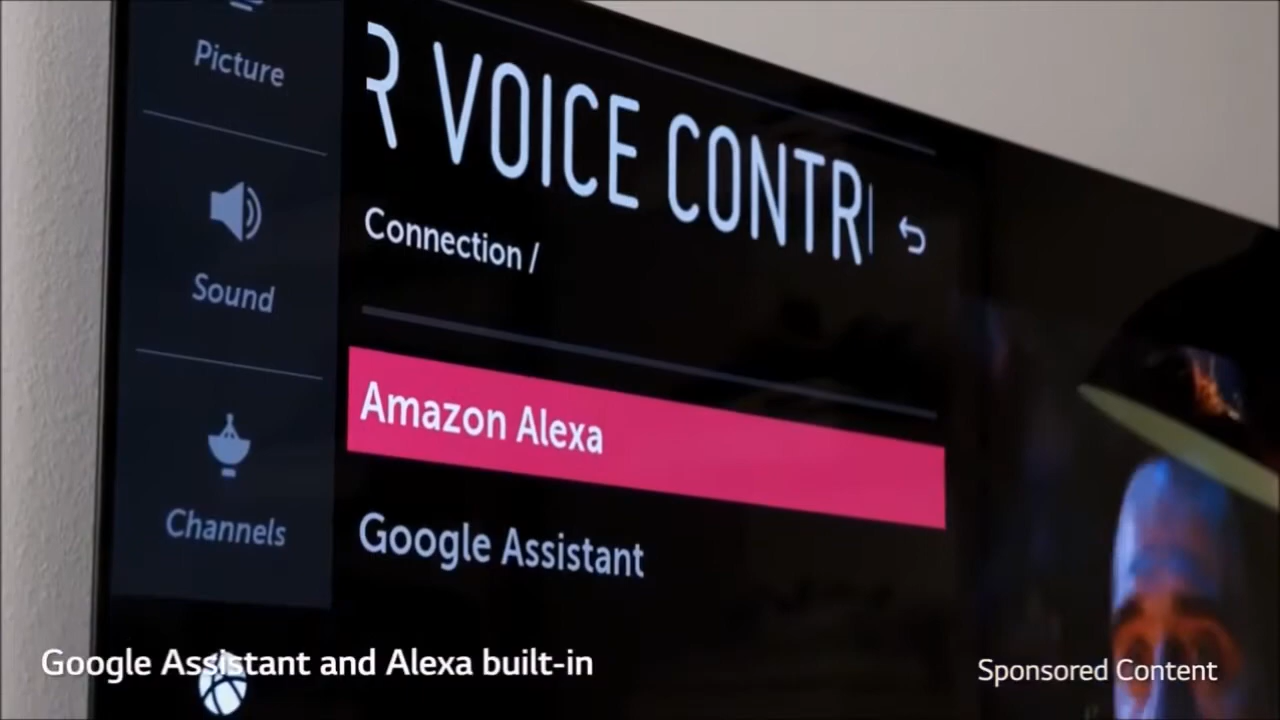 Picture
R VOICE CONTR
Connection /
Sound
Amazon Alexa
Channels
Google Assistant
Google Assistant and Alexa built-in
Sponsored Content